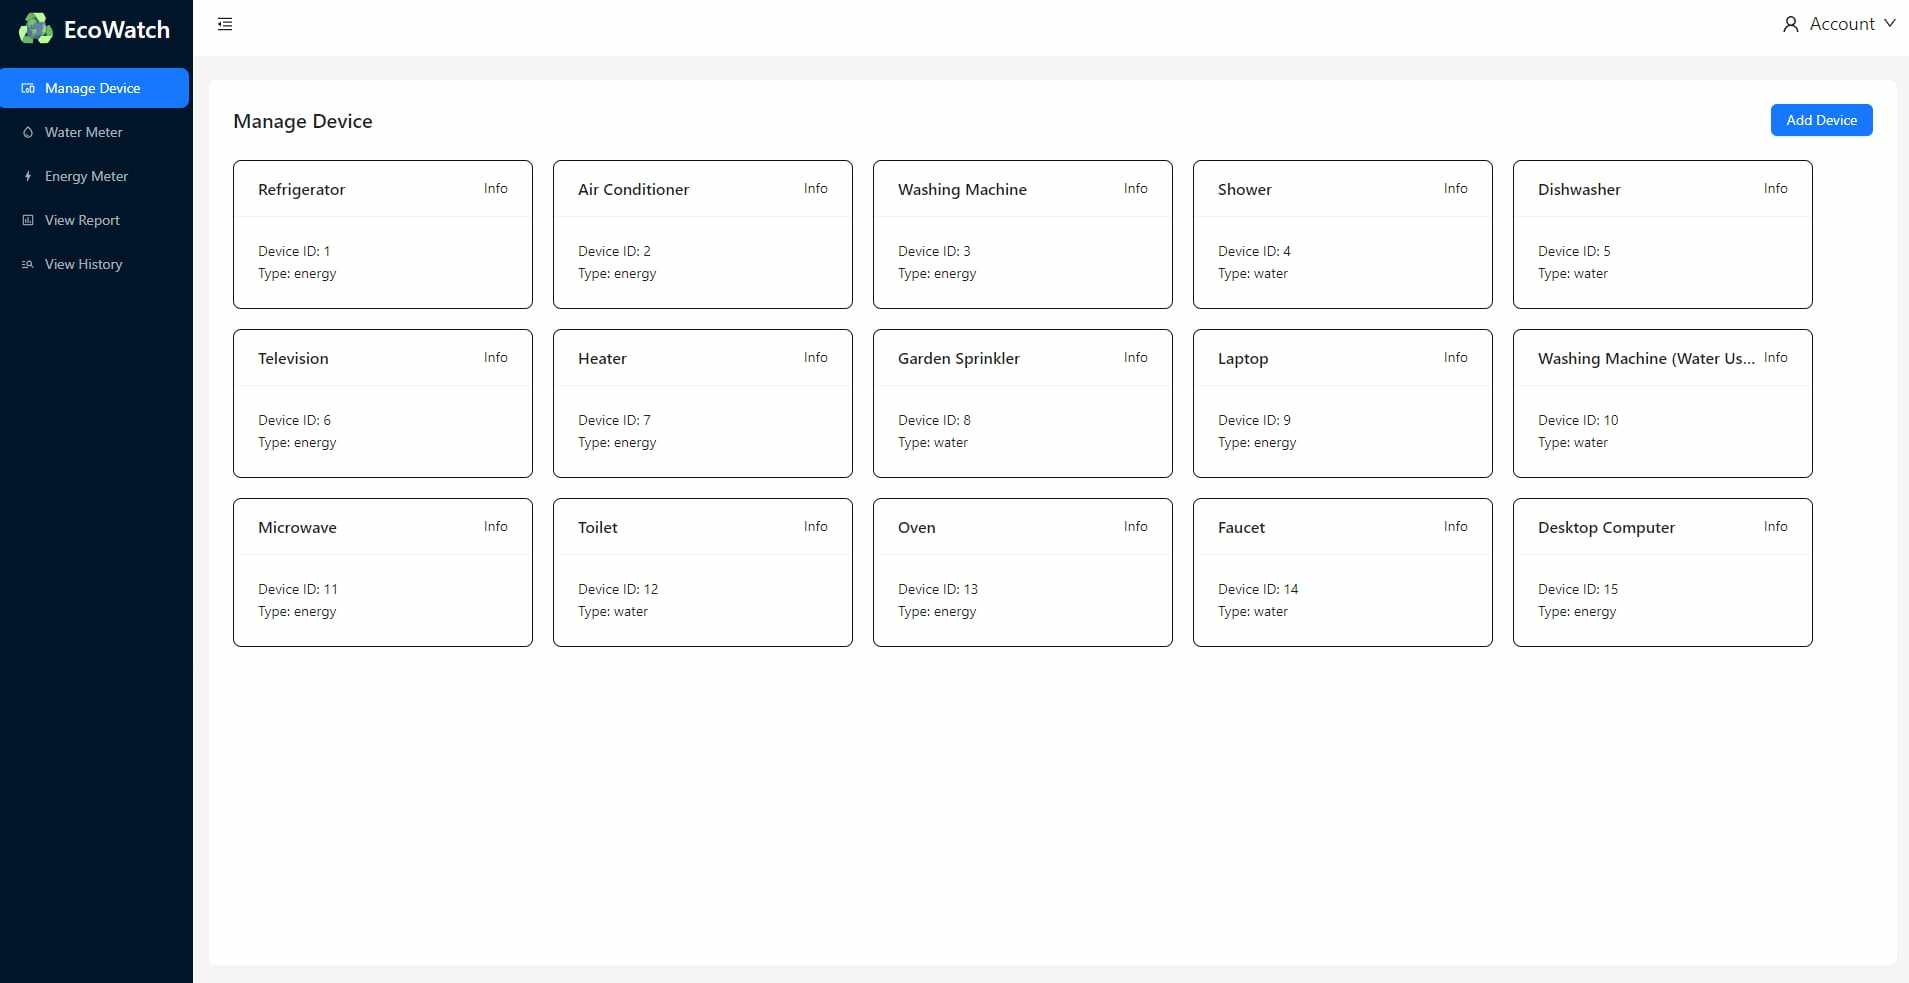 EcoWatch
Account
Manage Device
Water Meter
Energy Meter
View Report
View History
Manage Device
Add Device
Refrigerator Info
Device ID: 1
Type: energy
Air Conditioner Info
Device ID: 2
Type: energy
Washing Machine Info
Device ID: 3
Type: energy
Shower Info
Device ID: 4
Type: water
Dishwasher Info
Device ID: 5
Type: water
Television Info
Device ID: 6
Type: energy
Heater Info
Device ID: 7
Type: energy
Garden Sprinkler Info
Device ID: 8
Type: water
Laptop Info
Device ID: 9
Type: energy
Washing Machine (Water Us... Info
Device ID: 10
Type: water
Microwave Info
Device ID: 11
Type: energy
Toilet Info
Device ID: 12
Type: water
Oven Info
Device ID: 13
Type: energy
Faucet Info
Device ID: 14
Type: water
Desktop Computer Info
Device ID: 15
Type: energy